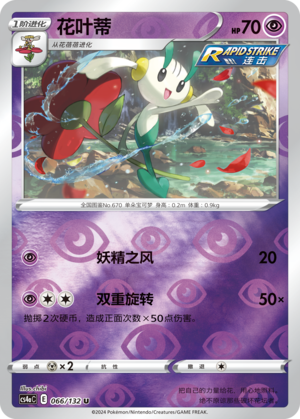 1阶进化
花叶蒂
HP70
从花蓓蓓进化
RAPID STRIKE
连击
全国图鉴No.670 单朵宝可梦 身高：0.2m 体重：0.9kg
妖精之风 20
双重旋转 50×
抛掷2次硬币，造成正面次数×50点伤害。
弱点 ×2 抵抗力 -30 撤退
CS4aC E 066/132 U
©2024 Pokémon/Nintendo/Creatures/GAME FREAK.